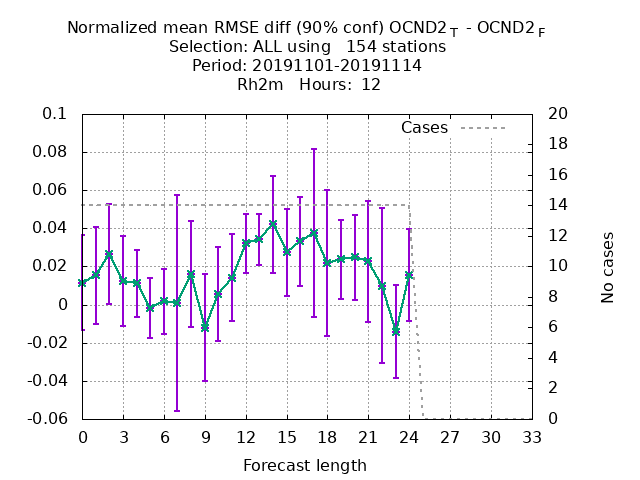 Normalized mean RMSE diff (90% conf) OCND2 T - OCND2 F
Selection: ALL using 154 stations
Period: 20191101-20191114
Rh2m Hours: 12
Cases
0.1
0.08
0.06
0.04
0.02
0
-0.02
-0.04
-0.06
20
18
16
14
12
10
8
6
4
2
0
No cases
0 3 6 9 12 15 18 21 24 27 30 33
Forecast length